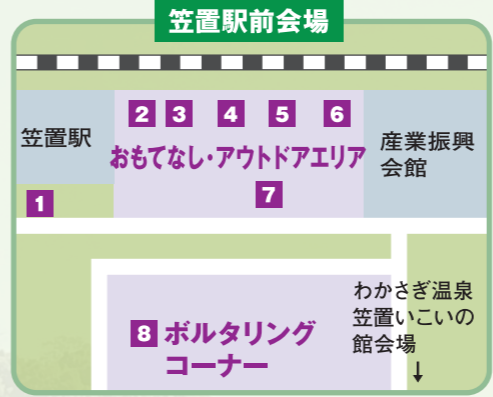 笠置駅前会場
2 3 4 5 6
笠置駅
おもてなし・アウトドアエリア
産業振興
会館
1
7
8 ボルタリング
コーナー
わかさぎ温泉
笠置いこいの
館会場
↓